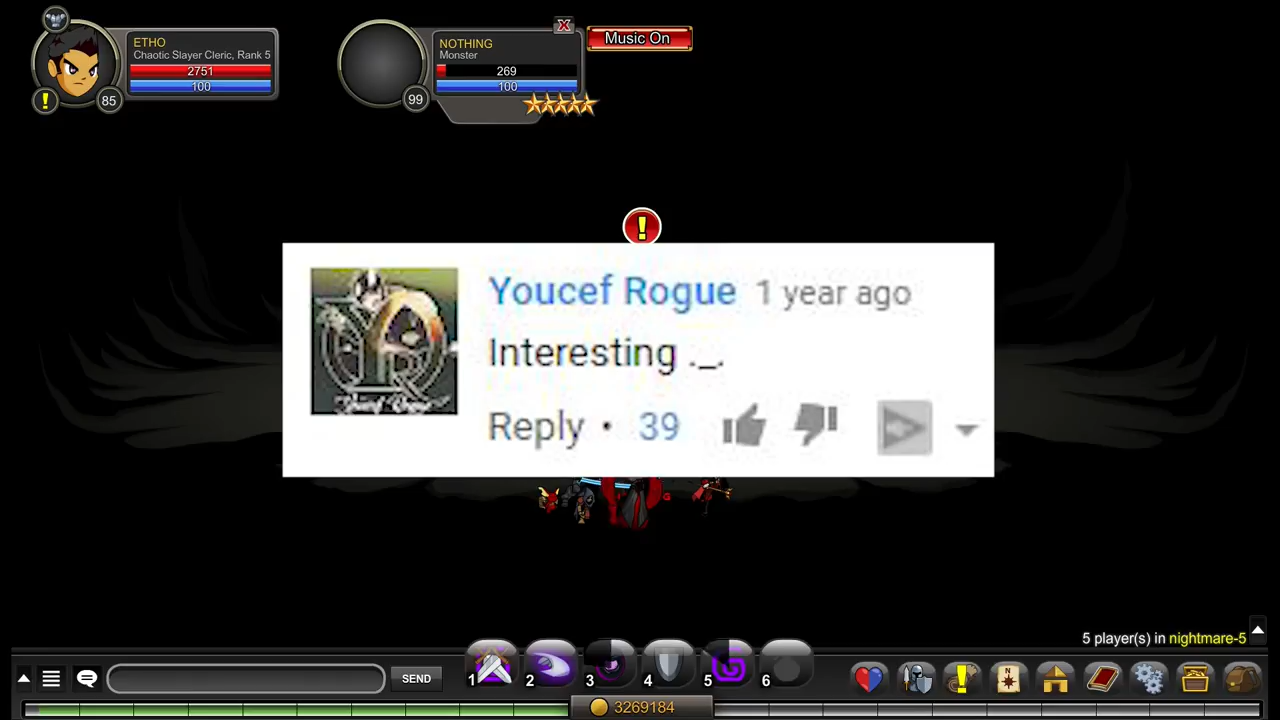 ETHO
Chaotic Slayer Cleric, Rank 5
2751
100
85
NOTHING
Monster
269
100
99
Music On
Youcef Rogue 1 year ago
Interesting ._.
Reply • 39
5 player(s) in nightmare-5
SEND
1 2 3 4 5 6
N
3269184